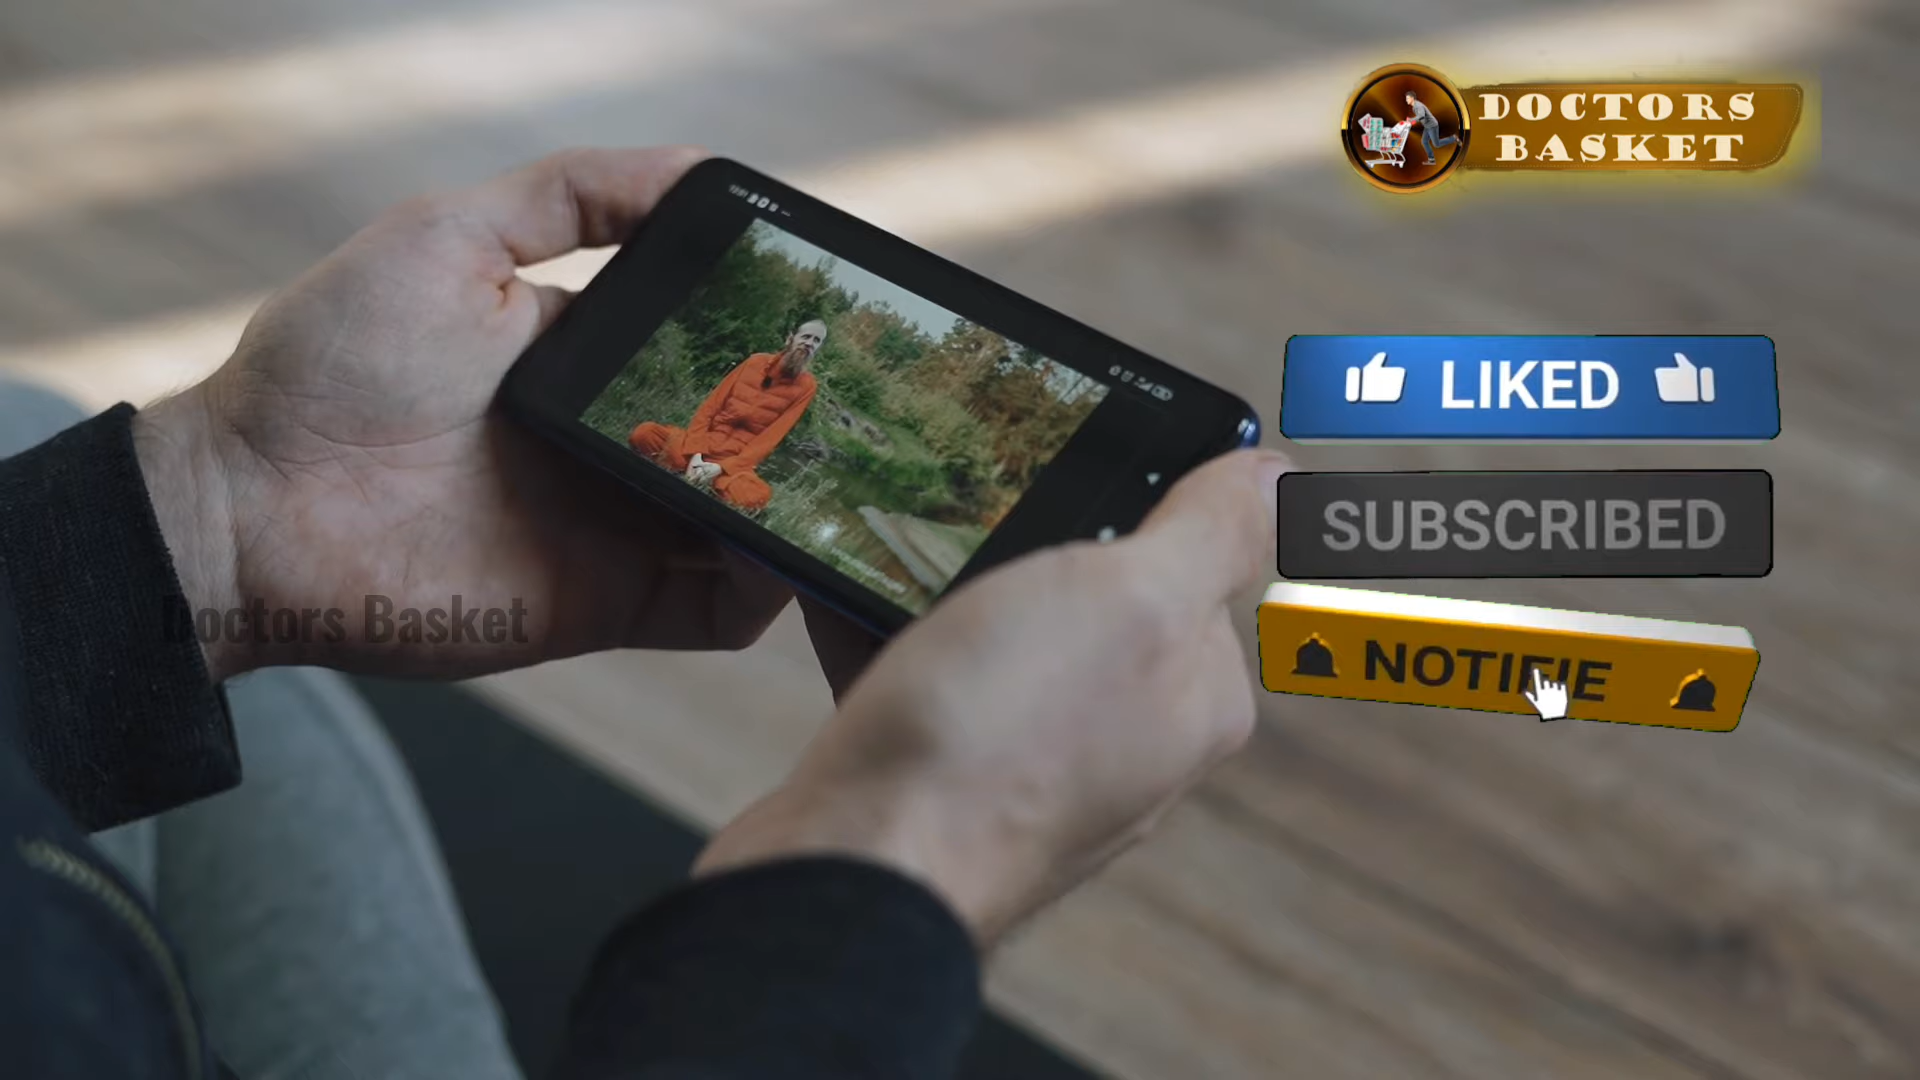 DOCTORS
BASKET
LIKED
SUBSCRIBED
Doctors Basket
NOTIFIE